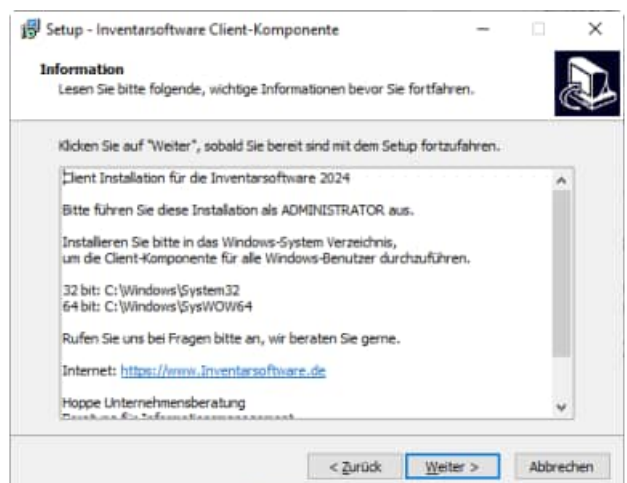 Setup - Inventarsoftware Client-Komponente
Information
Lesen Sie bitte folgende, wichtige Informationen bevor Sie fortfahren.
Klicken Sie auf "Weiter", sobald Sie bereit sind mit dem Setup fortzufahren.
Client Installation für die Inventarsoftware 2024
Bitte führen Sie diese Installation als ADMINISTRATOR aus.
Installieren Sie bitte in das Windows-System Verzeichnis,
um die Client-Komponente für alle Windows-Benutzer durchzuführen.
32 bit: C:\Windows\System32
64 bit: C:\Windows\SysWOW64
Rufen Sie uns bei Fragen bitte an, wir beraten Sie gerne.
Internet: https://www.Inventarsoftware.de
Hoppe Unternehmensberatung
< Zurück Weiter > Abbrechen